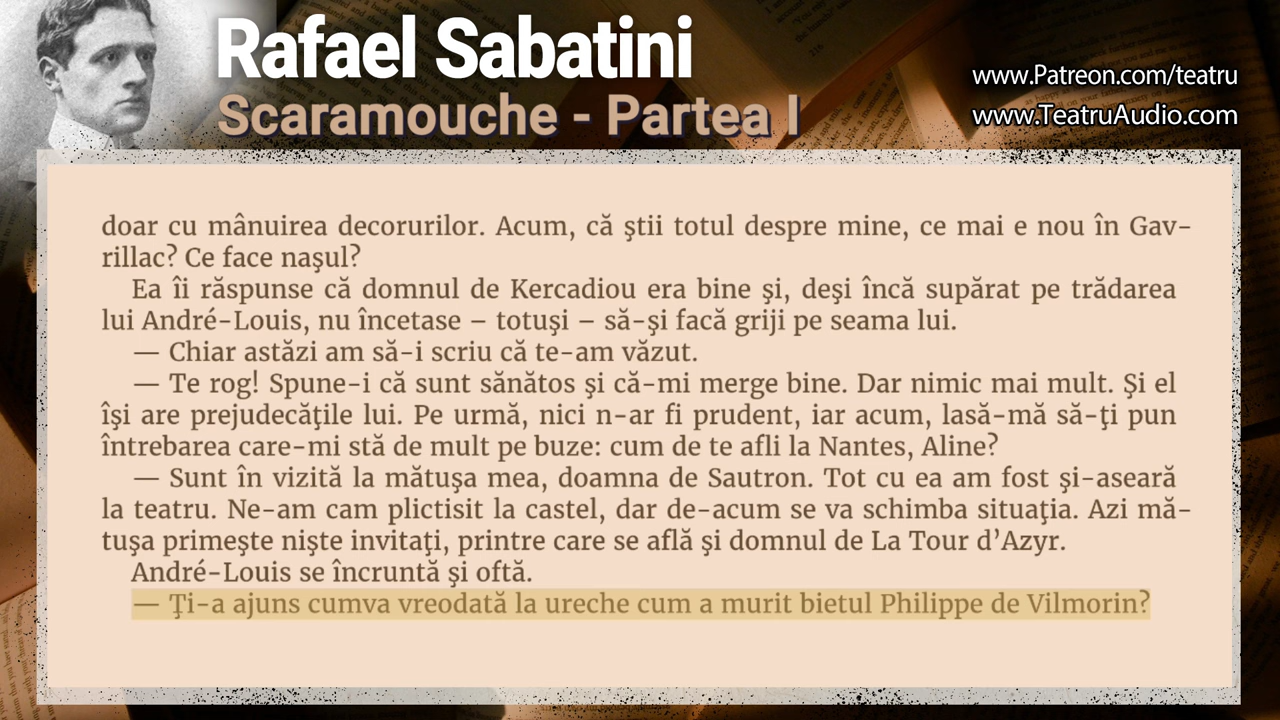 Rafael Sabatini
Scaramouche - Partea I
www.Patreon.com/teatru
www.TeatruAudio.com
doar cu mânuirea decorurilor. Acum, că ştii totul despre mine, ce mai e nou în Gav-
rillac? Ce face naşul?
Ea îi răspunse că domnul de Kercadiou era bine şi, deşi încă supărat pe trădarea
lui André-Louis, nu încetase – totuşi – să-şi facă griji pe seama lui.
— Chiar astăzi am să-i scriu că te-am văzut.
— Te rog! Spune-i că sunt sănătos şi că-mi merge bine. Dar nimic mai mult. Şi el
îşi are prejudecăţile lui. Pe urmă, nici n-ar fi prudent, iar acum, lasă-mă să-ţi pun
întrebarea care-mi stă de mult pe buze: cum de te afli la Nantes, Aline?
— Sunt în vizită la mătuşa mea, doamna de Sautron. Tot cu ea am fost şi-aseară
la teatru. Ne-am cam plictisit la castel, dar de-acum se va schimba situaţia. Azi mă-
tuşa primeşte nişte invitaţi, printre care se află şi domnul de La Tour d’Azyr.
André-Louis se încruntă şi oftă.
— Ţi-a ajuns cumva vreodată la ureche cum a murit bietul Philippe de Vilmorin?